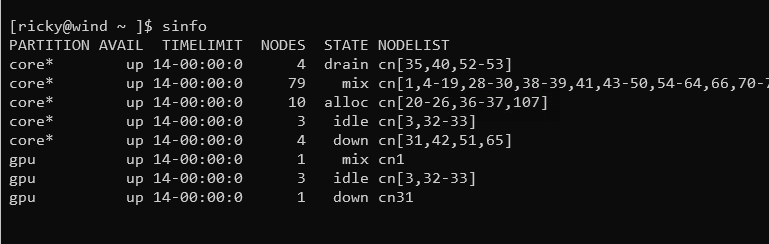 [ricky@wind ~ ]$ sinfo
PARTITION AVAIL  TIMELIMIT  NODES  STATE NODELIST
core*        up 14-00:00:0      4  drain cn[35,40,52-53]
core*        up 14-00:00:0     79    mix cn[1,4-19,28-30,38-39,41,43-50,54-64,66,70-7
core*        up 14-00:00:0     10  alloc cn[20-26,36-37,107]
core*        up 14-00:00:0      3   idle cn[3,32-33]
core*        up 14-00:00:0      4   down cn[31,42,51,65]
gpu          up 14-00:00:0      1    mix cn1
gpu          up 14-00:00:0      3   idle cn[3,32-33]
gpu          up 14-00:00:0      1   down cn31